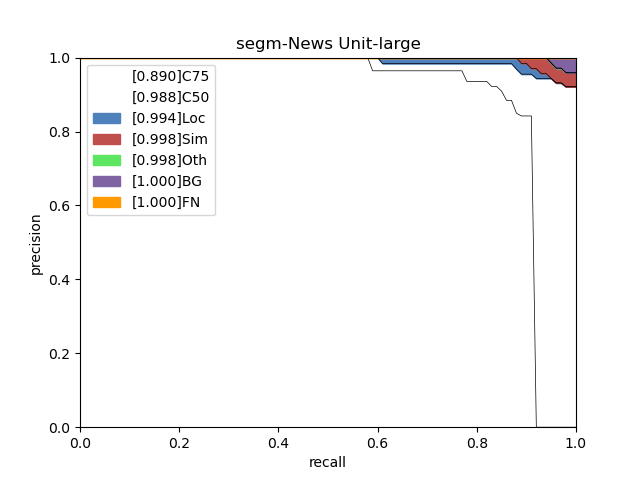 segm-News Unit-large
1.0
0.8
0.6
0.4
0.2
0.0
precision
[0.890]C75
[0.988]C50
[0.994]Loc
[0.998]Sim
[0.998]Oth
[1.000]BG
[1.000]FN
0.0 0.2 0.4 0.6 0.8 1.0
recall